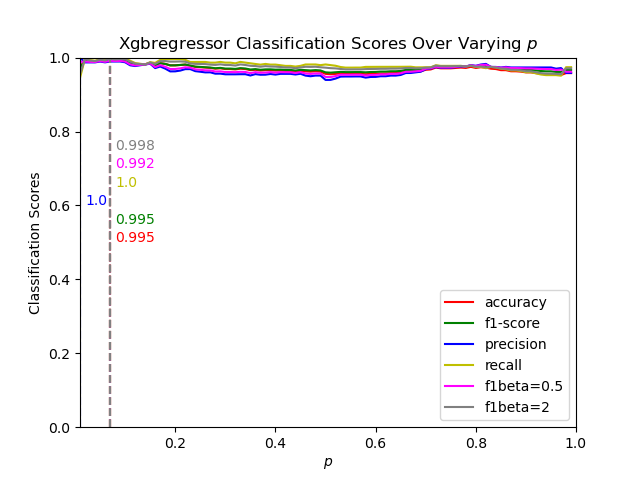 Xgbregressor Classification Scores Over Varying p
Classification Scores
1.0
0.8
0.6
0.4
0.2
0.0
0.998
0.992
1.0
1.0
0.995
0.995
accuracy
f1-score
precision
recall
f1beta=0.5
f1beta=2
0.2
0.4
0.6
0.8
1.0
p